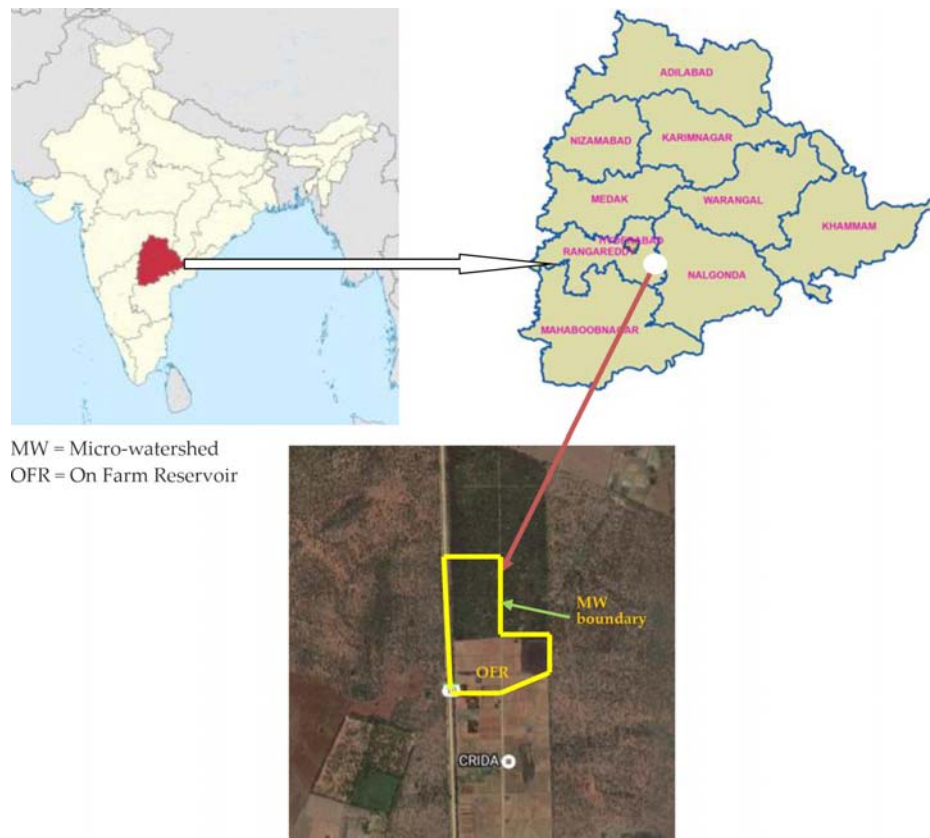 ADILABAD
NIZAMABAD
KARIMNAGAR
MEDAK
WARANGAL
KHAMMAM
HYDERABAD
RANGAREDDY
NALGONDA
MAHABOOBNAGAR
MW = Micro-watershed
OFR = On Farm Reservoir
MW
boundary
OFR
CRIDA